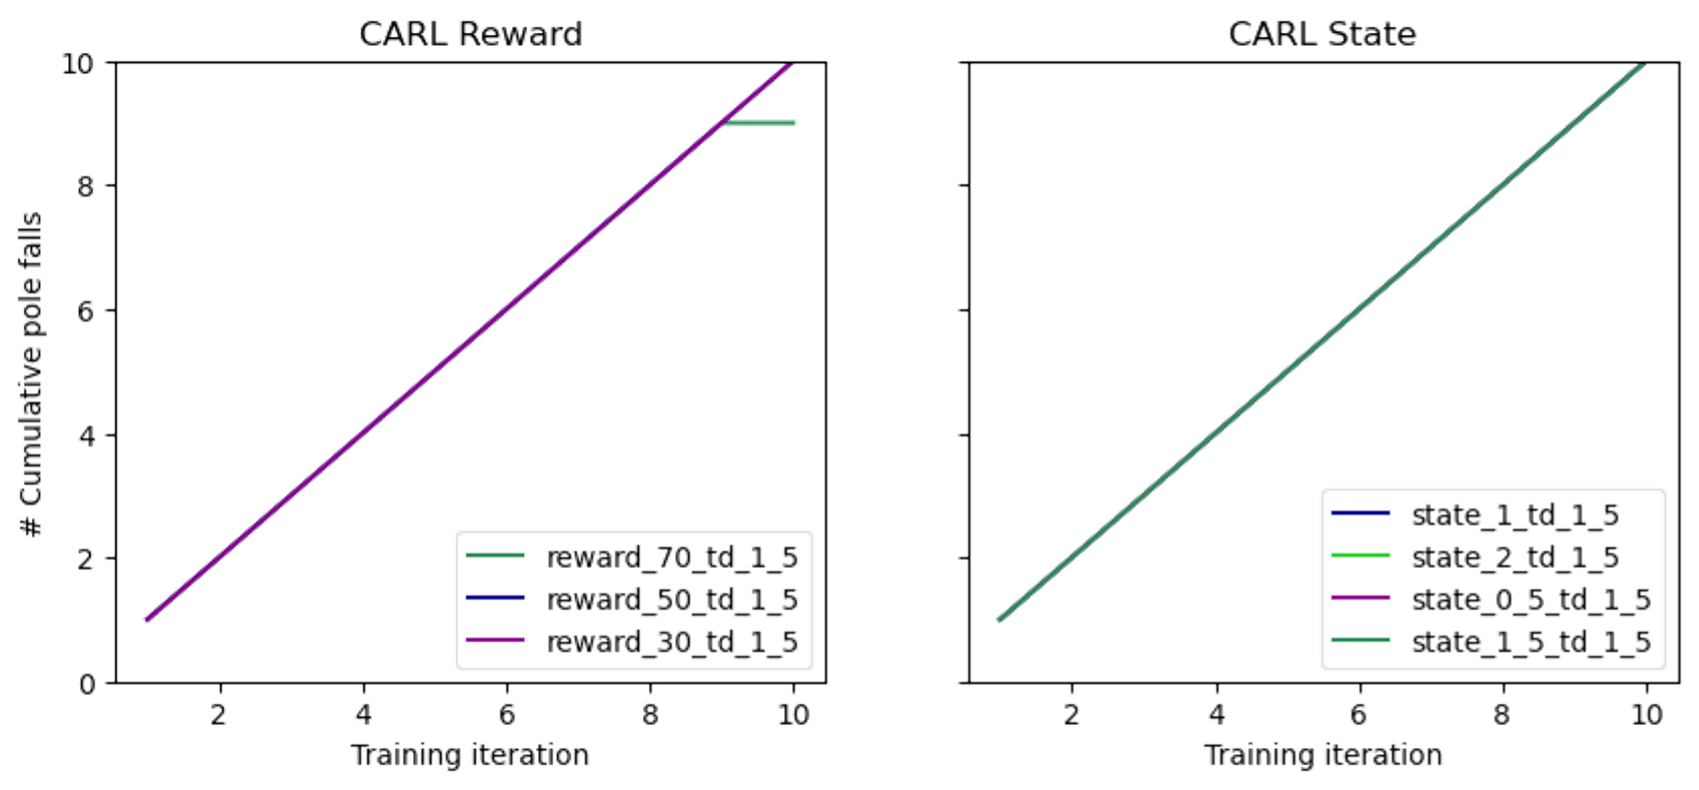 CARL Reward
10
8
6
4
2
0
# Cumulative pole falls
2 4 6 8 10
Training iteration
reward_70_td_1_5
reward_50_td_1_5
reward_30_td_1_5
CARL State
2 4 6 8 10
Training iteration
state_1_td_1_5
state_2_td_1_5
state_0_5_td_1_5
state_1_5_td_1_5